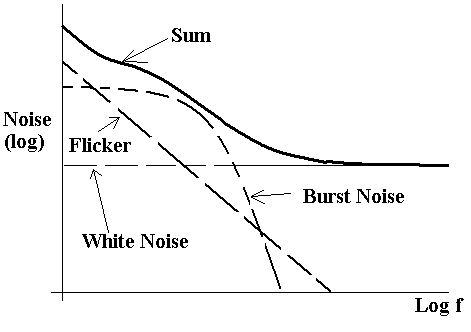 Sum
Noise
(log)
Flicker
Burst Noise
White Noise
Log f